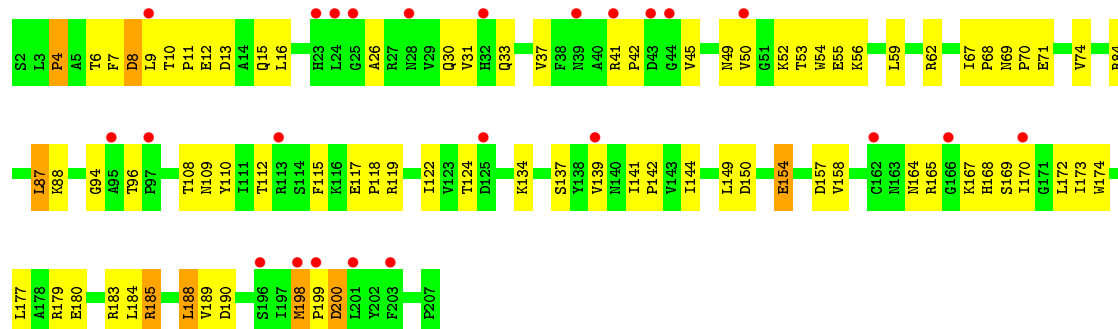 S2 L3 P4 A5 T6 F7 D8 L9 T10 P11 E12 D13 A14 Q15 L16 H23 L24 G25 A26 R27 N28 V29 Q30 V31 H32 Q33 V37 F38 N39 A40 R41 P42 D43 G44 V45 N49 V50 G51 K52 T53 W54 E55 K56 L59 R62 I67 P68 N69 P70 E71 V74 R84
L87 K88 G94 A95 T96 P97 T108 N109 Y110 I111 T112 R113 S114 F115 K116 E117 P118 R119 I122 V123 T124 D125 K134 S137 Y138 V139 N140 I141 P142 V143 I144 L149 D150 E154 D157 V158 C162 N163 N164 R165 G166 K167 H168 S169 I170 G171 L172 I173 W174
L177 A178 R179 E180 R183 L184 R185 L188 V189 D190 S196 I197 M198 P199 D200 L201 Y202 F203 P207